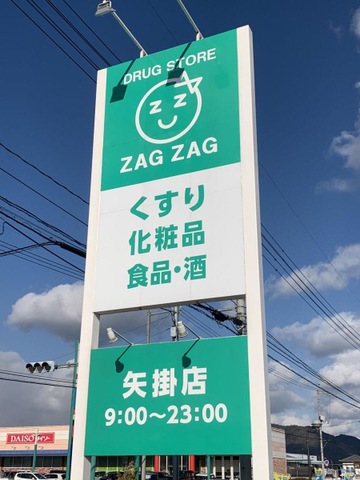 DRUG STORE
ZAG ZAG
くすり
化粧品
食品・酒
矢掛店
9:00～23:00
DAISO